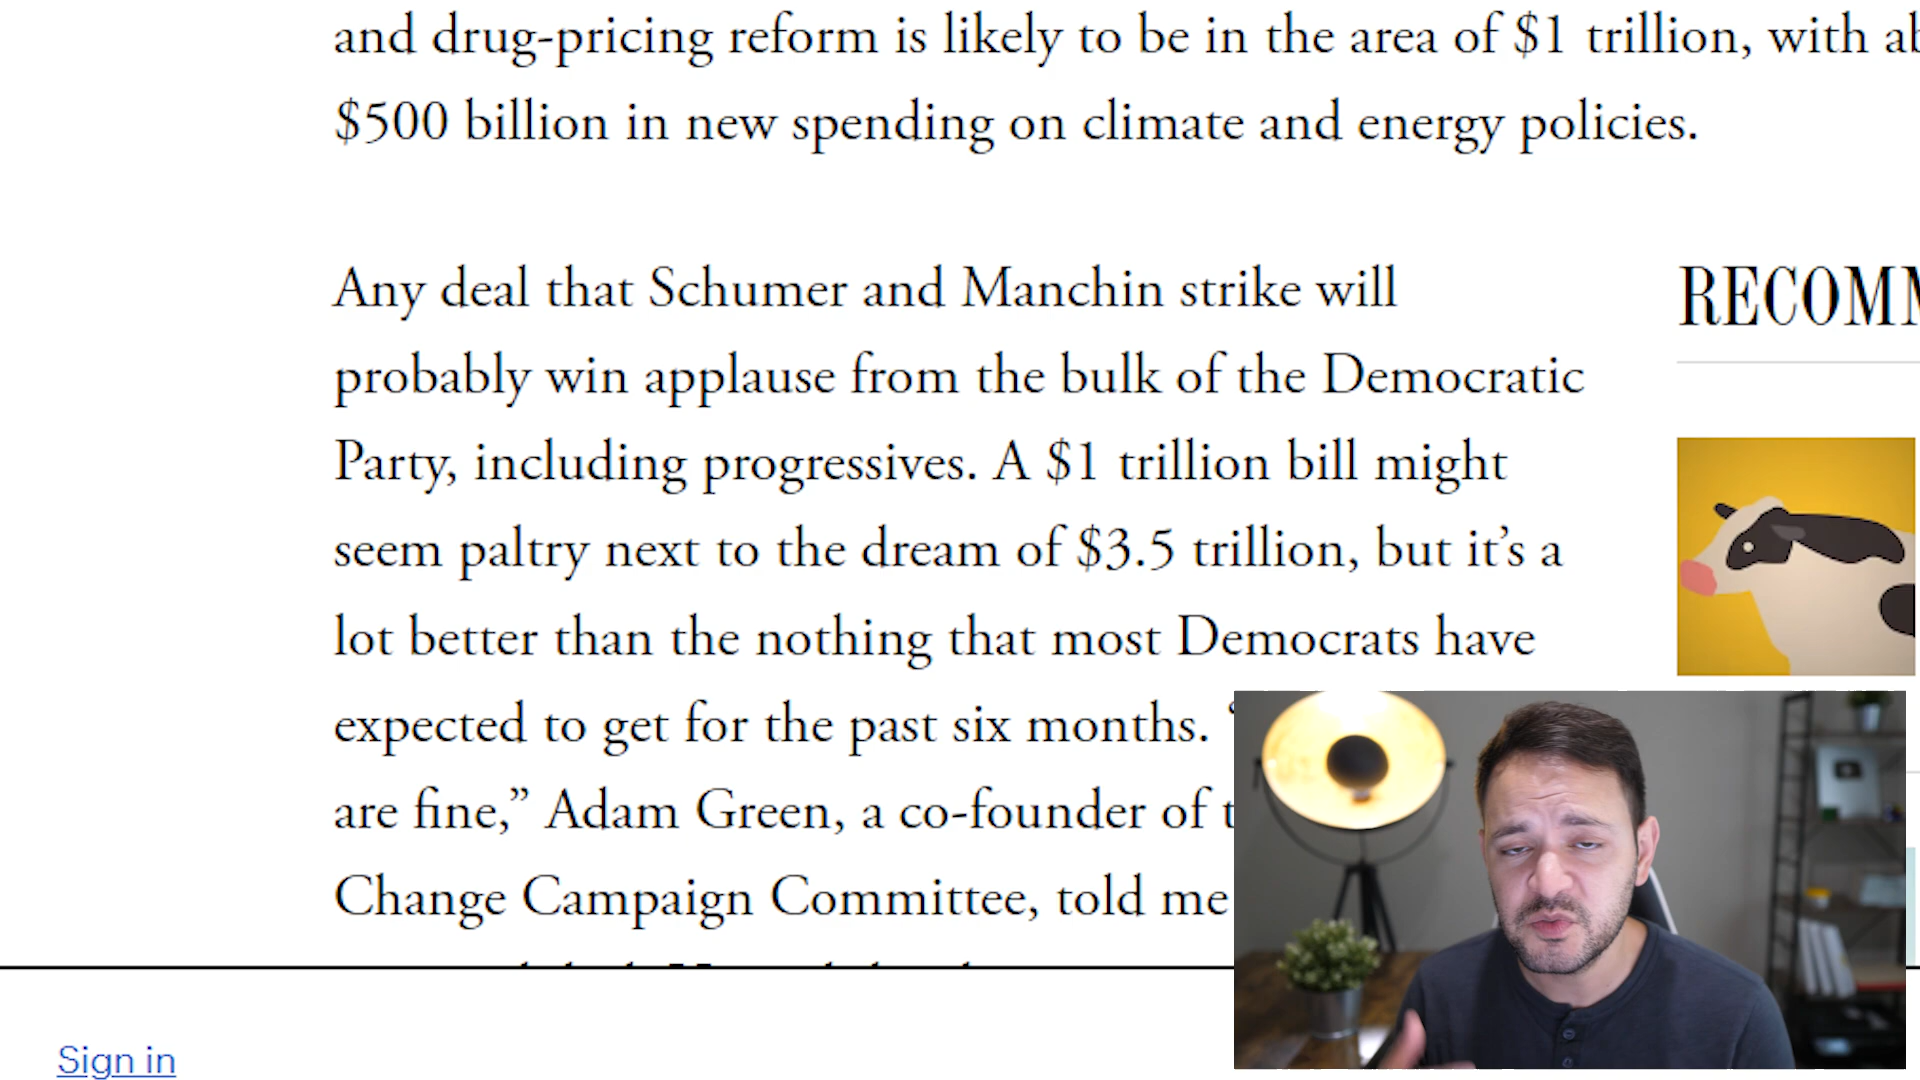 and drug-pricing reform is likely to be in the area of $1 trillion, with
$500 billion in new spending on climate and energy policies.
Any deal that Schumer and Manchin strike will
probably win applause from the bulk of the Democratic
Party, including progressives. A $1 trillion bill might
seem paltry next to the dream of $3.5 trillion, but it’s a
lot better than the nothing that most Democrats have
expected to get for the past six months. “
are fine,” Adam Green, a co-founder of
Change Campaign Committee, told me
RECOMM
Sign in